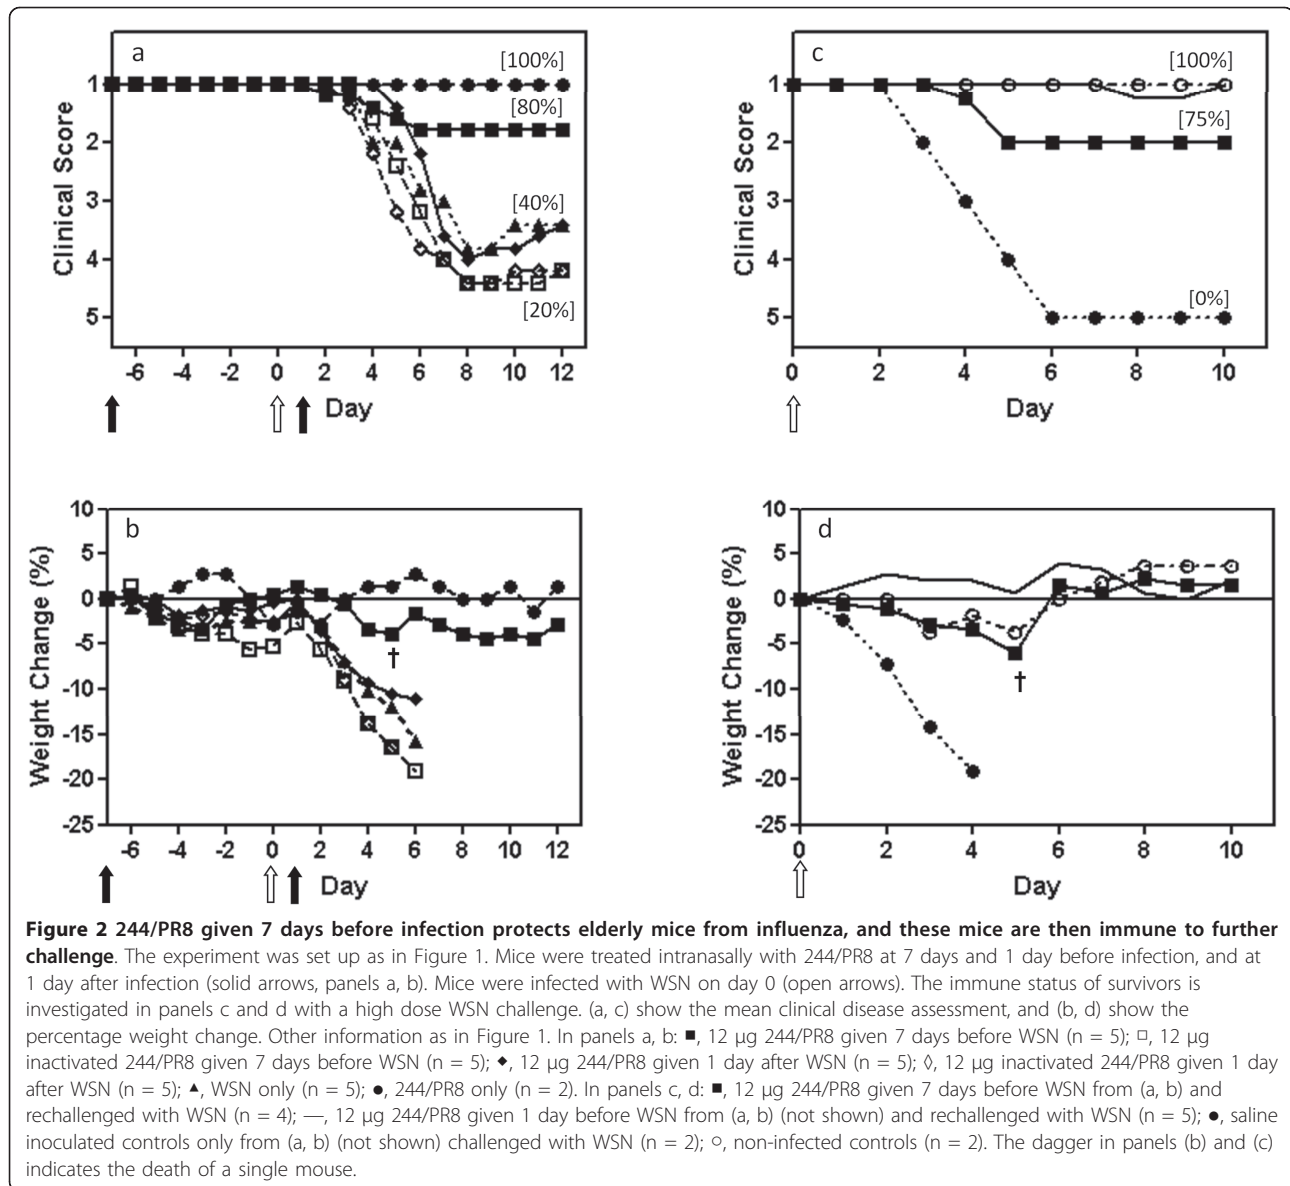 a
[100%]
[80%]
[40%]
[20%]
Clinical Score
1
2
3
4
5
-6 -4 -2 0 2 4 6 8 10 12
Day
c
[100%]
[75%]
[0%]
Clinical Score
1
2
3
4
5
0 2 4 6 8 10
Day
b
Weight Change (%)
10
5
0
-5
-10
-15
-20
-25
†
-6 -4 -2 0 2 4 6 8 10 12
Day
d
Weight Change (%)
10
5
0
-5
-10
-15
-20
-25
†
0 2 4 6 8 10
Day
Figure 2 244/PR8 given 7 days before infection protects elderly mice from influenza, and these mice are then immune to further
challenge. The experiment was set up as in Figure 1. Mice were treated intranasally with 244/PR8 at 7 days and 1 day before infection, and at
1 day after infection (solid arrows, panels a, b). Mice were infected with WSN on day 0 (open arrows). The immune status of survivors is
investigated in panels c and d with a high dose WSN challenge. (a, c) show the mean clinical disease assessment, and (b, d) show the
percentage weight change. Other information as in Figure 1. In panels a, b: ■, 12 μg 244/PR8 given 7 days before WSN (n = 5); □, 12 μg
inactivated 244/PR8 given 7 days before WSN (n = 5); ◆, 12 μg 244/PR8 given 1 day after WSN (n = 5); ◊, 12 μg inactivated 244/PR8 given 1 day
after WSN (n = 5); ▲, WSN only (n = 5); ●, 244/PR8 only (n = 2). In panels c, d: ■, 12 μg 244/PR8 given 7 days before WSN from (a, b) and
rechallenged with WSN (n = 4); —, 12 μg 244/PR8 given 1 day before WSN from (a, b) (not shown) and rechallenged with WSN (n = 5); ●, saline
inoculated controls only from (a, b) (not shown) challenged with WSN (n = 2); ○, non-infected controls (n = 2). The dagger in panels (b) and (c)
indicates the death of a single mouse.